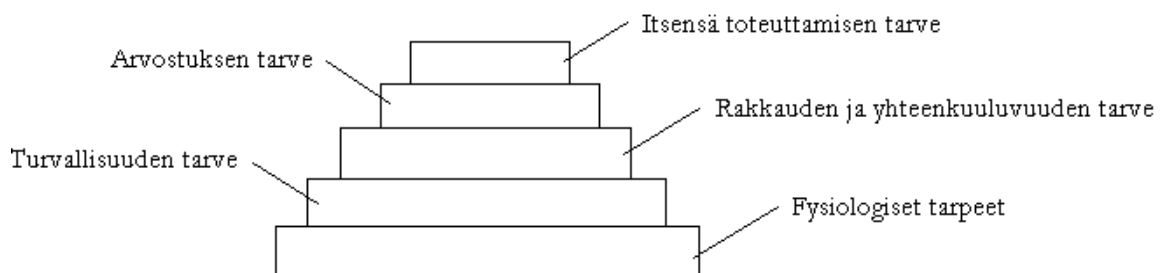 Itsensä toteuttamisen tarve
Arvostuksen tarve
Rakkauden ja yhteenkuuluvuuden tarve
Turvallisuuden tarve
Fysiologiset tarpeet